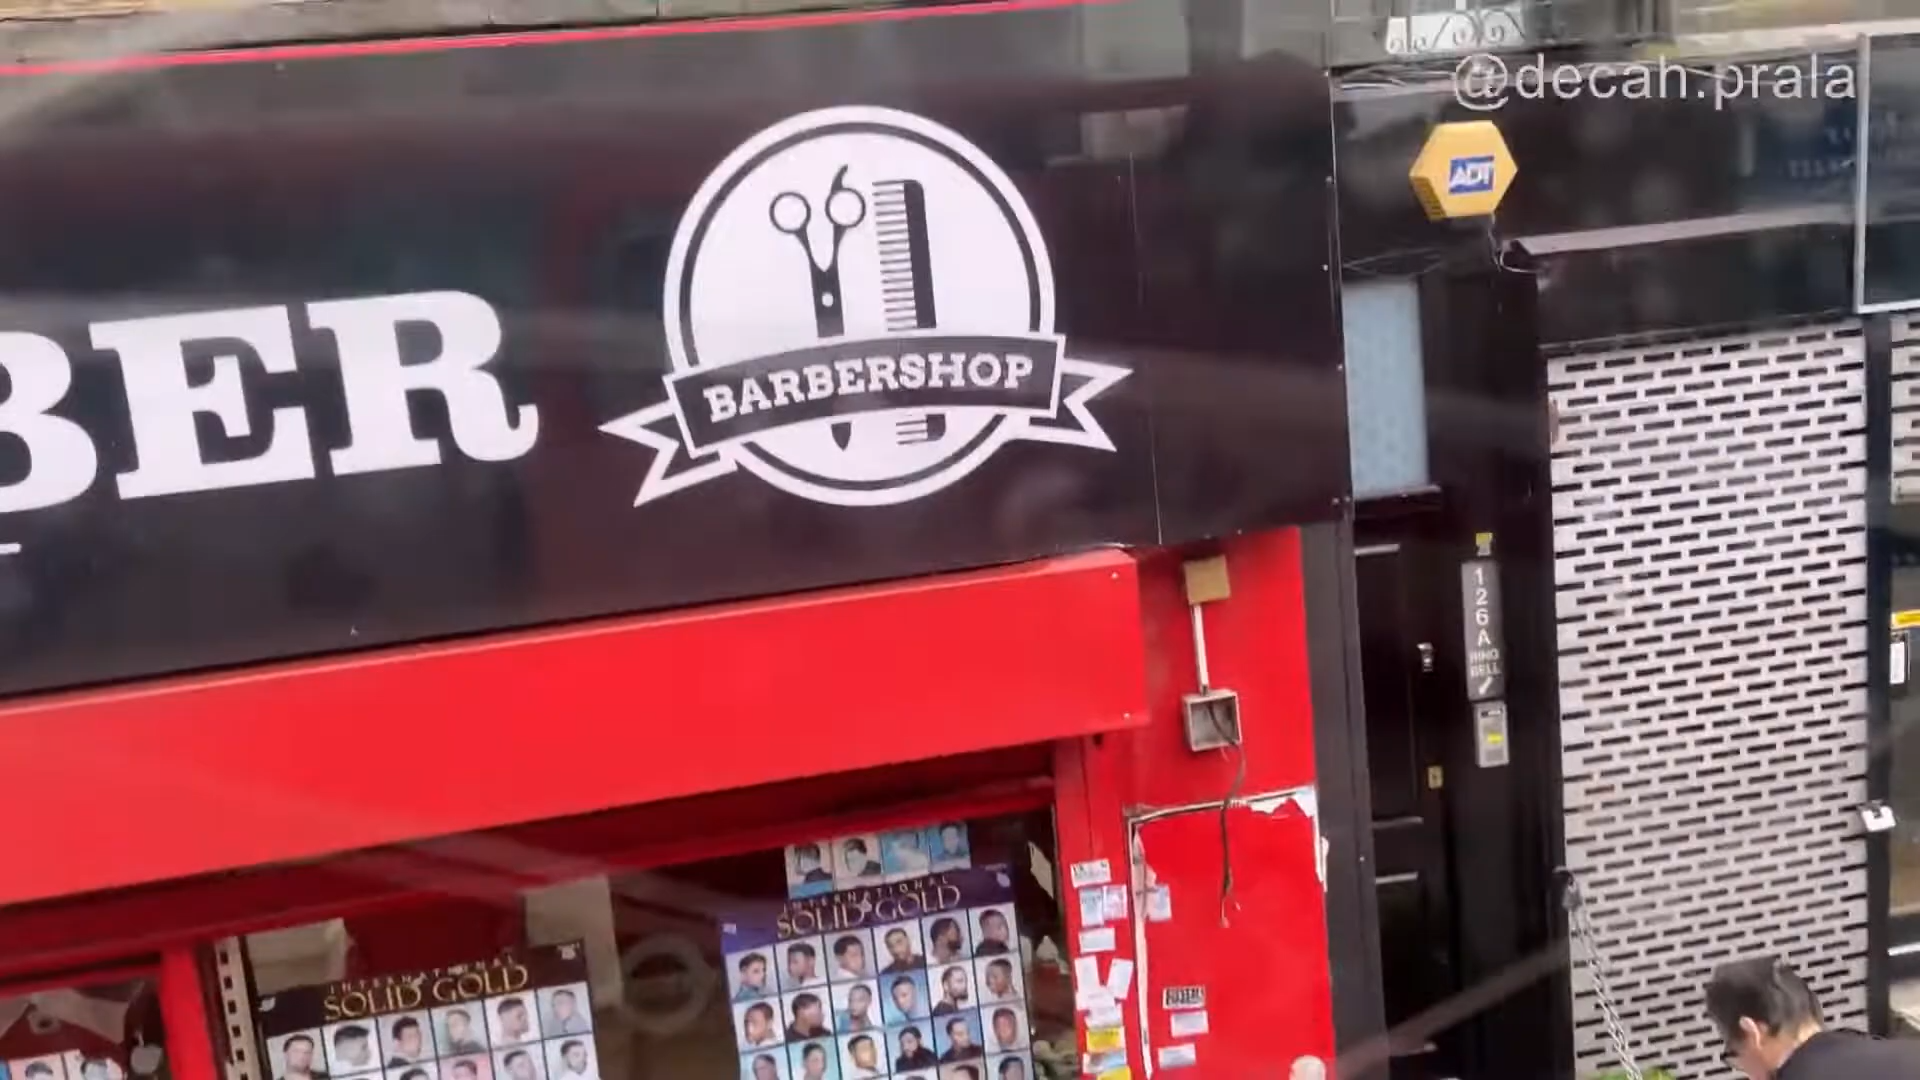 @decah.prala
ADT
BER
BARBERSHOP
126A
RING
BELL
INTERNATIONAL
SOLID GOLD
INTERNATIONAL
SOLID GOLD